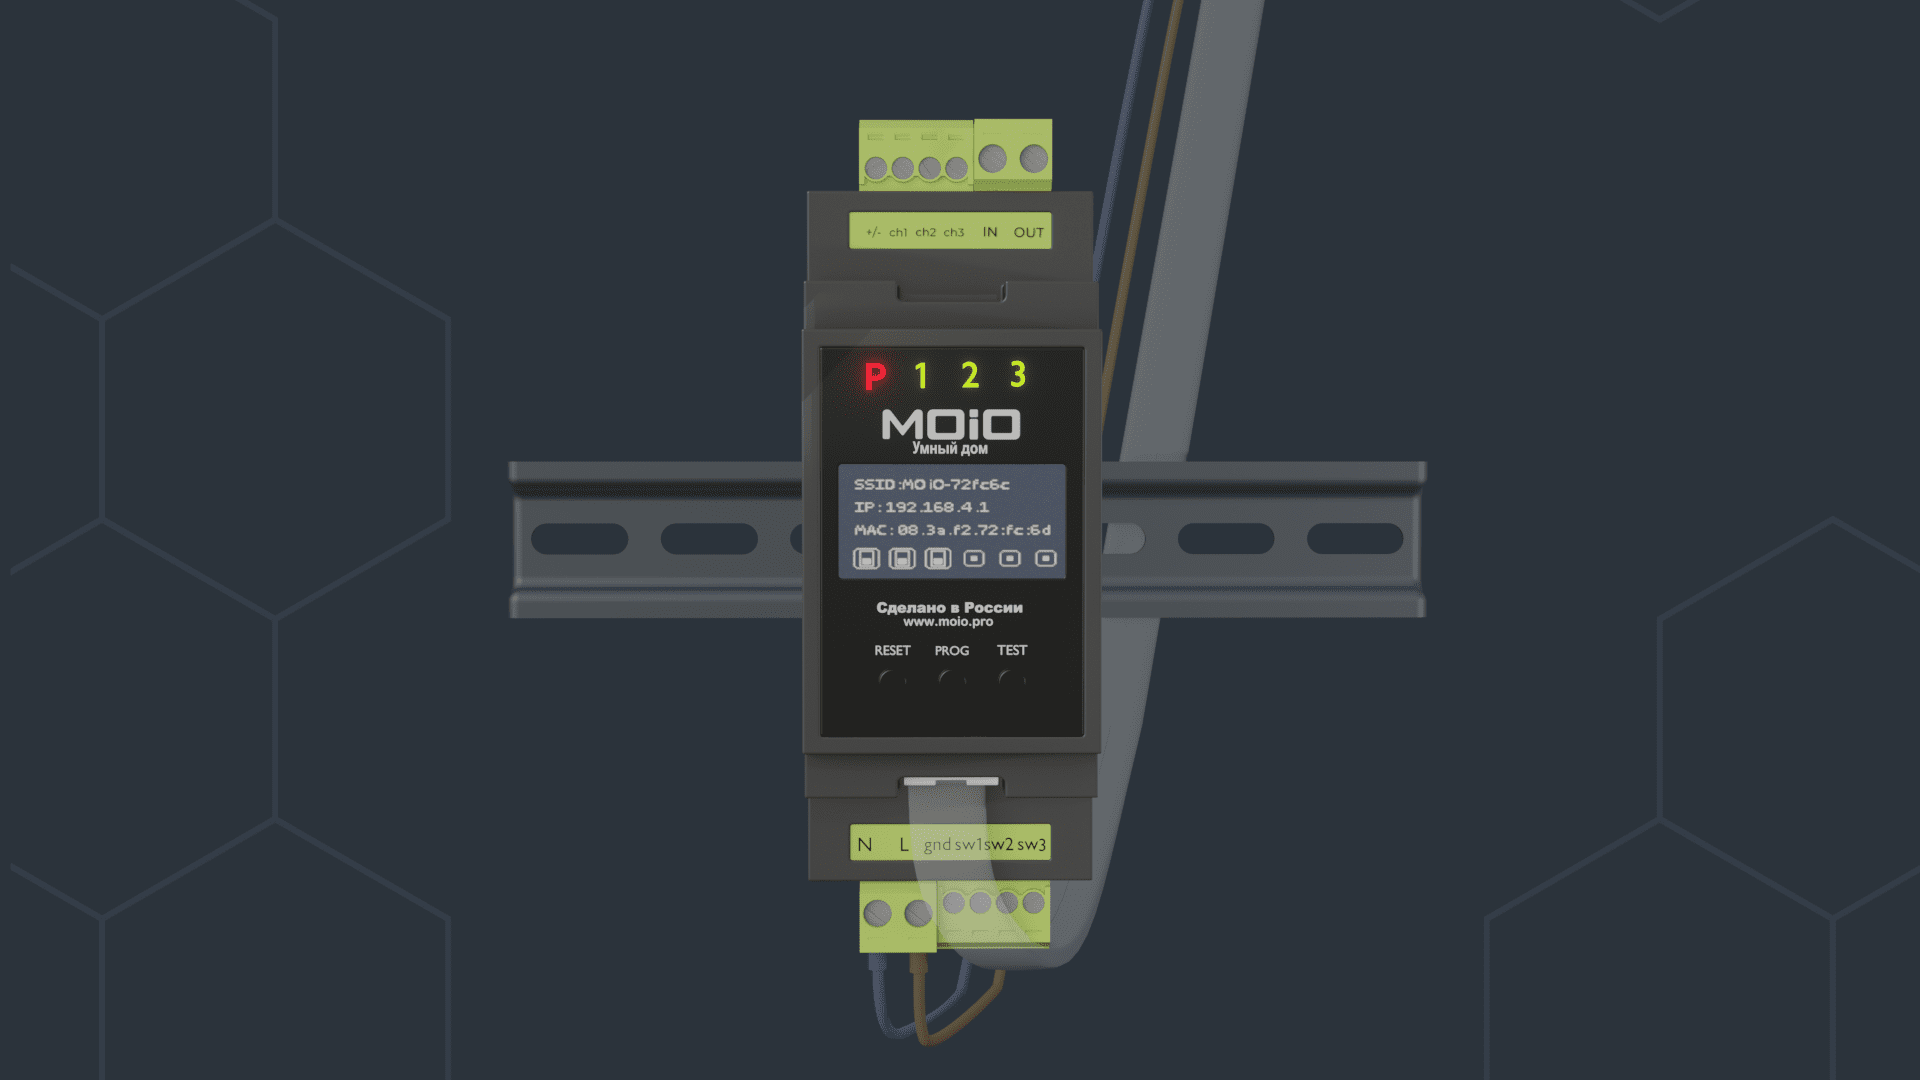 +/- ch1 ch2 ch3 IN OUT
P 1 2 3
MOiO
Умный дом
SSID:MOiO-72fc6c
IP:192.168.4.1
MAC:08.3a.f2.72:fc:6d
Сделано в России
www.moio.pro
RESET PROG TEST
N L gnd sw1 sw2 sw3